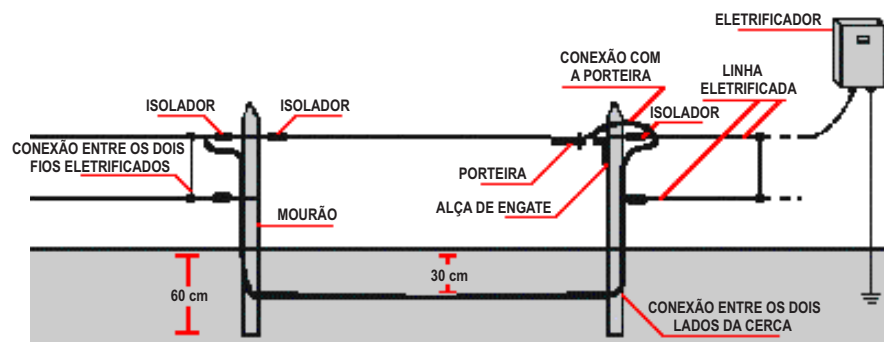 ELETRIFICADOR
CONEXÃO COM
A PORTEIRA
LINHA
ELETRIFICADA
ISOLADOR
ISOLADOR
ISOLADOR
CONEXÃO ENTRE OS DOIS
FIOS ELETRIFICADOS
PORTEIRA
ALÇA DE ENGATE
MOURÃO
60 cm
30 cm
CONEXÃO ENTRE OS DOIS
LADOS DA CERCA